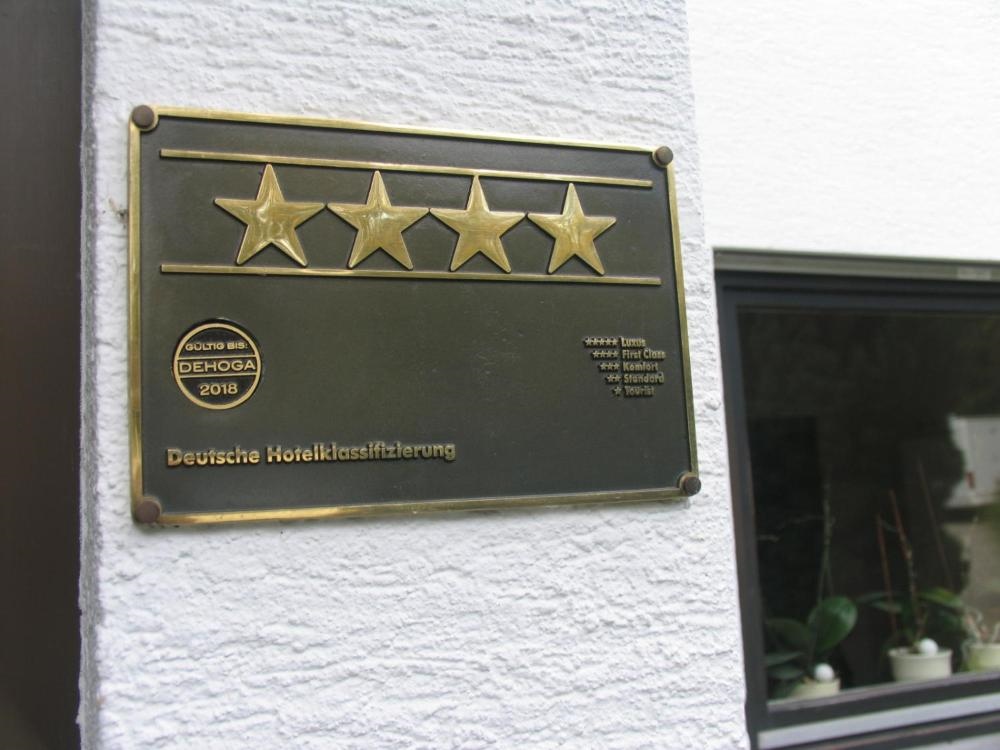 GÜLTIG BIS:
DEHOGA
2018
Deutsche Hotelklassifizierung
★★★★★ Luxus
★★★★ First Class
★★★ Komfort
★★ Standard
★ Tourist